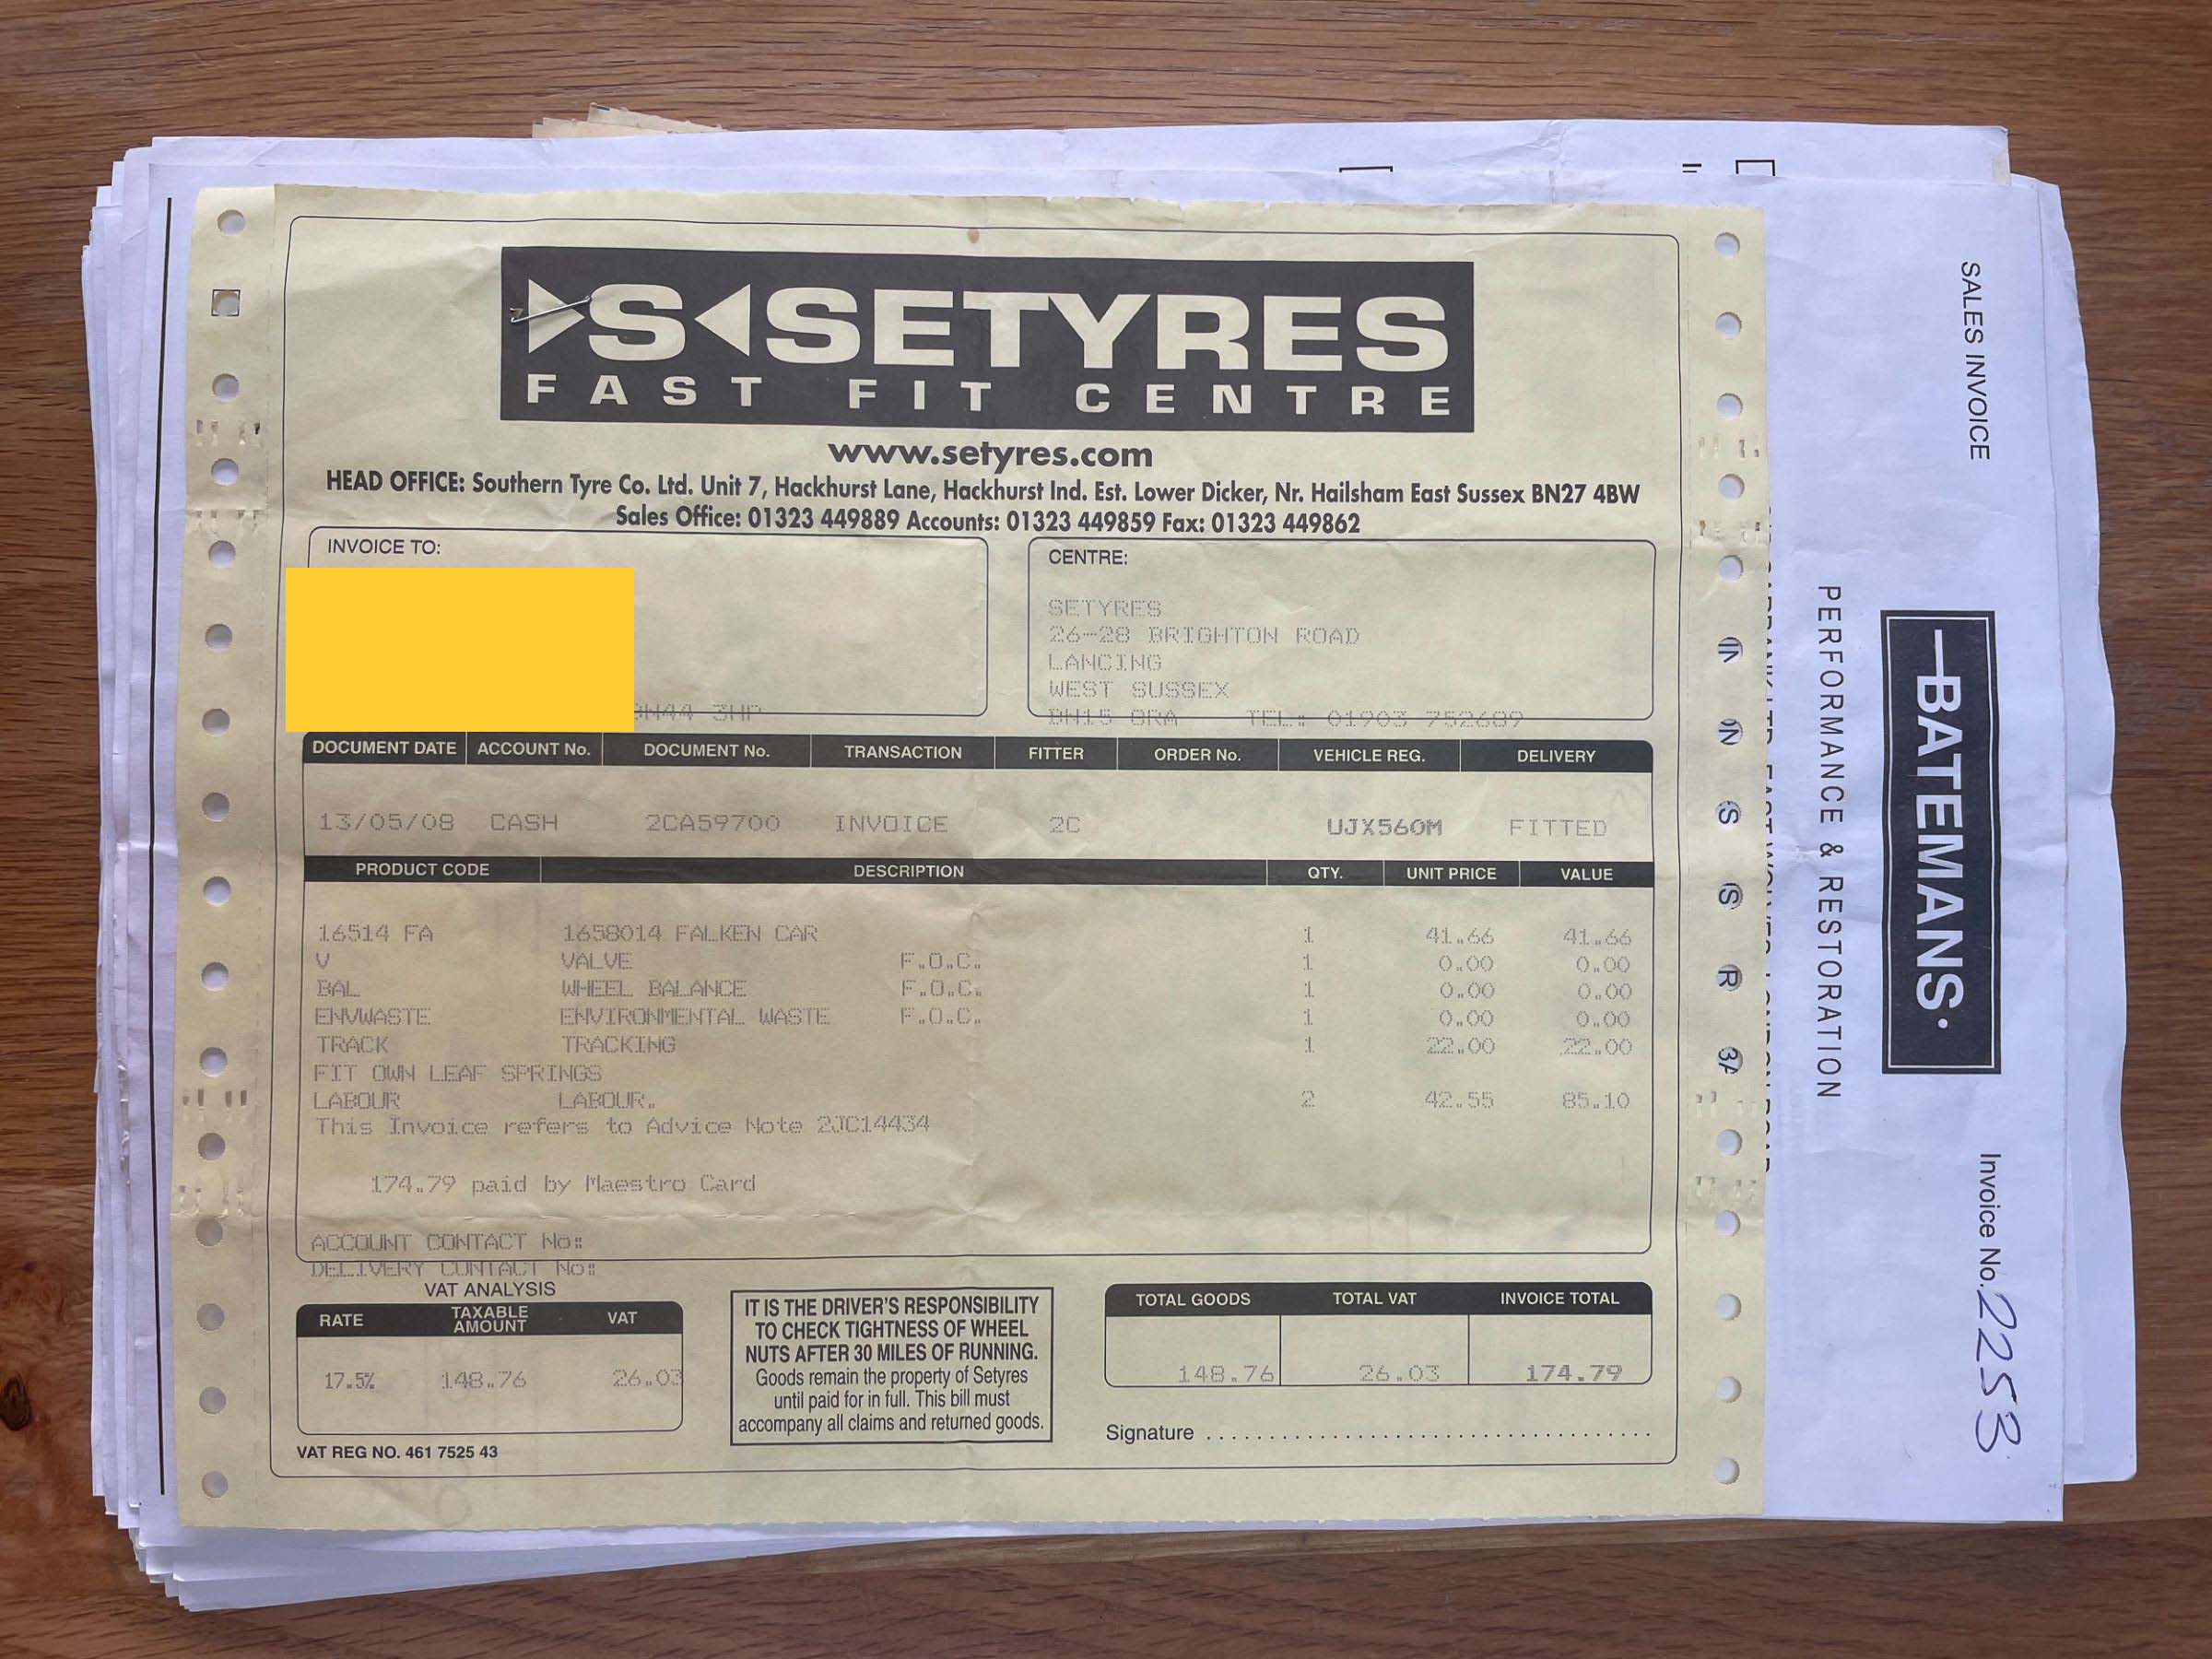 S SETYRES
FAST FIT CENTRE
www.setyres.com
HEAD OFFICE: Southern Tyre Co. Ltd. Unit 7, Hackhurst Lane, Hackhurst Ind. Est. Lower Dicker, Nr. Hailsham East Sussex BN27 4BW
Sales Office: 01323 449889 Accounts: 01323 449859 Fax: 01323 449862
INVOICE TO:
3HP
CENTRE:
SETYRES
26-28 BRIGHTON ROAD
LANCING
WEST SUSSEX
BN15 8RA TEL: 01903 752689
DOCUMENT DATE ACCOUNT No. DOCUMENT No. TRANSACTION FITTER ORDER No. VEHICLE REG. DELIVERY
13/05/08 CASH 2CA59700 INVOICE 2C UJX560M FITTED
PRODUCT CODE DESCRIPTION QTY. UNIT PRICE VALUE
16514 FA 1658014 FALKEN CAR 1 41.66 41.66
V VALVE F.O.C. 1 0.00 0.00
BAL WHEEL BALANCE F.O.C. 1 0.00 0.00
ENVWASTE ENVIRONMENTAL WASTE F.O.C. 1 0.00 0.00
TRACK TRACKING 1 22.00 22.00
FIT OWN LEAF SPRINGS
LABOUR LABOUR. 2 42.55 85.10
This Invoice refers to Advice Note 2JC14434
174.79 paid by Maestro Card
ACCOUNT CONTACT No:
DELIVERY CONTACT No:
VAT ANALYSIS
RATE TAXABLE AMOUNT VAT
17.5% 148.76 26.03
VAT REG NO. 461 7525 43
IT IS THE DRIVER'S RESPONSIBILITY
TO CHECK TIGHTNESS OF WHEEL
NUTS AFTER 30 MILES OF RUNNING.
Goods remain the property of Setyres
until paid for in full. This bill must
accompany all claims and returned goods.
TOTAL GOODS TOTAL VAT INVOICE TOTAL
148.76 26.03 174.79
Signature
SALES INVOICE
Invoice No. 2253
BATEMANS
PERFORMANCE & RESTORATION